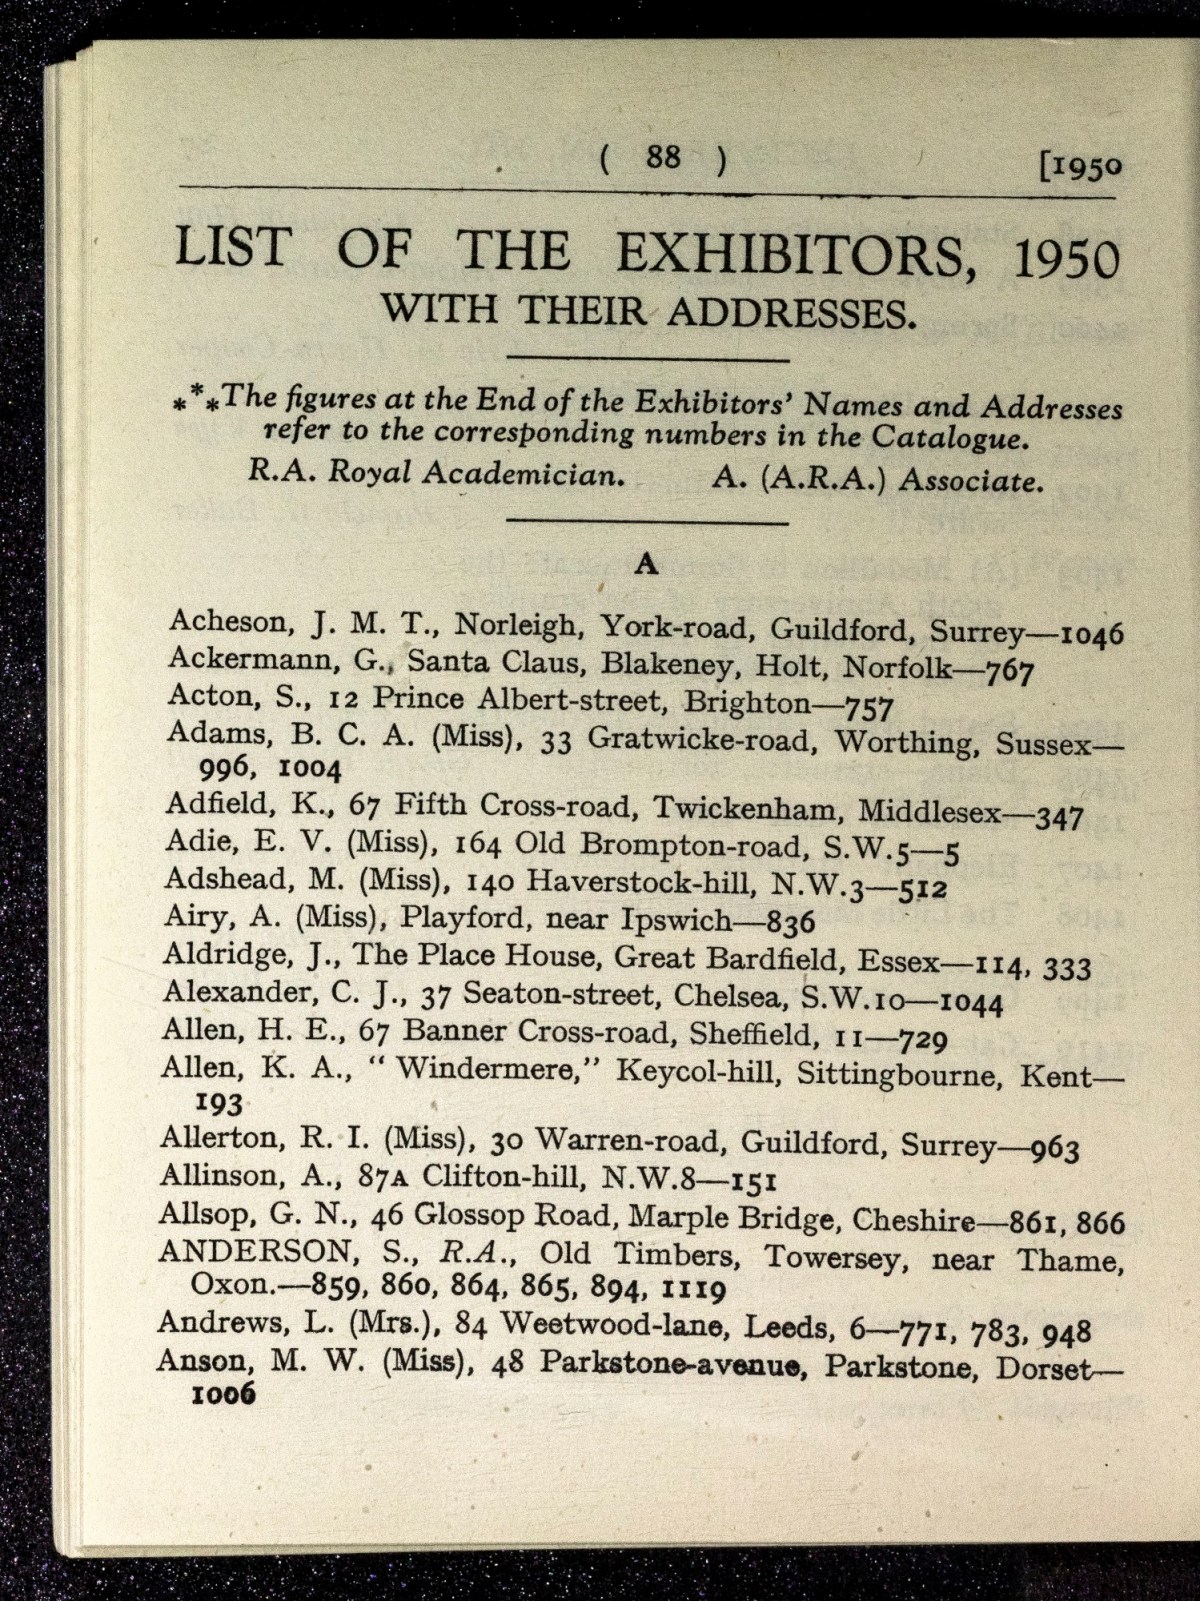 ( 88 ) [1950
LIST OF THE EXHIBITORS, 1950
WITH THEIR ADDRESSES.
***The figures at the End of the Exhibitors' Names and Addresses
refer to the corresponding numbers in the Catalogue.
R.A. Royal Academician. A. (A.R.A.) Associate.
A
Acheson, J. M. T., Norleigh, York-road, Guildford, Surrey—1046
Ackermann, G., Santa Claus, Blakeney, Holt, Norfolk—767
Acton, S., 12 Prince Albert-street, Brighton—757
Adams, B. C. A. (Miss), 33 Gratwicke-road, Worthing, Sussex—
996, 1004
Adfield, K., 67 Fifth Cross-road, Twickenham, Middlesex—347
Adie, E. V. (Miss), 164 Old Brompton-road, S.W.5—5
Adshead, M. (Miss), 140 Haverstock-hill, N.W.3—512
Airy, A. (Miss), Playford, near Ipswich—836
Aldridge, J., The Place House, Great Bardfield, Essex—114, 333
Alexander, C. J., 37 Seaton-street, Chelsea, S.W.10—1044
Allen, H. E., 67 Banner Cross-road, Sheffield, 11—729
Allen, K. A., “ Windermere,” Keycol-hill, Sittingbourne, Kent—
193
Allerton, R. I. (Miss), 30 Warren-road, Guildford, Surrey—963
Allinson, A., 87A Clifton-hill, N.W.8—151
Allsop, G. N., 46 Glossop Road, Marple Bridge, Cheshire—861, 866
ANDERSON, S., R.A., Old Timbers, Towersey, near Thame,
Oxon.—859, 860, 864, 865, 894, 1119
Andrews, L. (Mrs.), 84 Weetwood-lane, Leeds, 6—771, 783, 948
Anson, M. W. (Miss), 48 Parkstone-avenue, Parkstone, Dorset—
1006